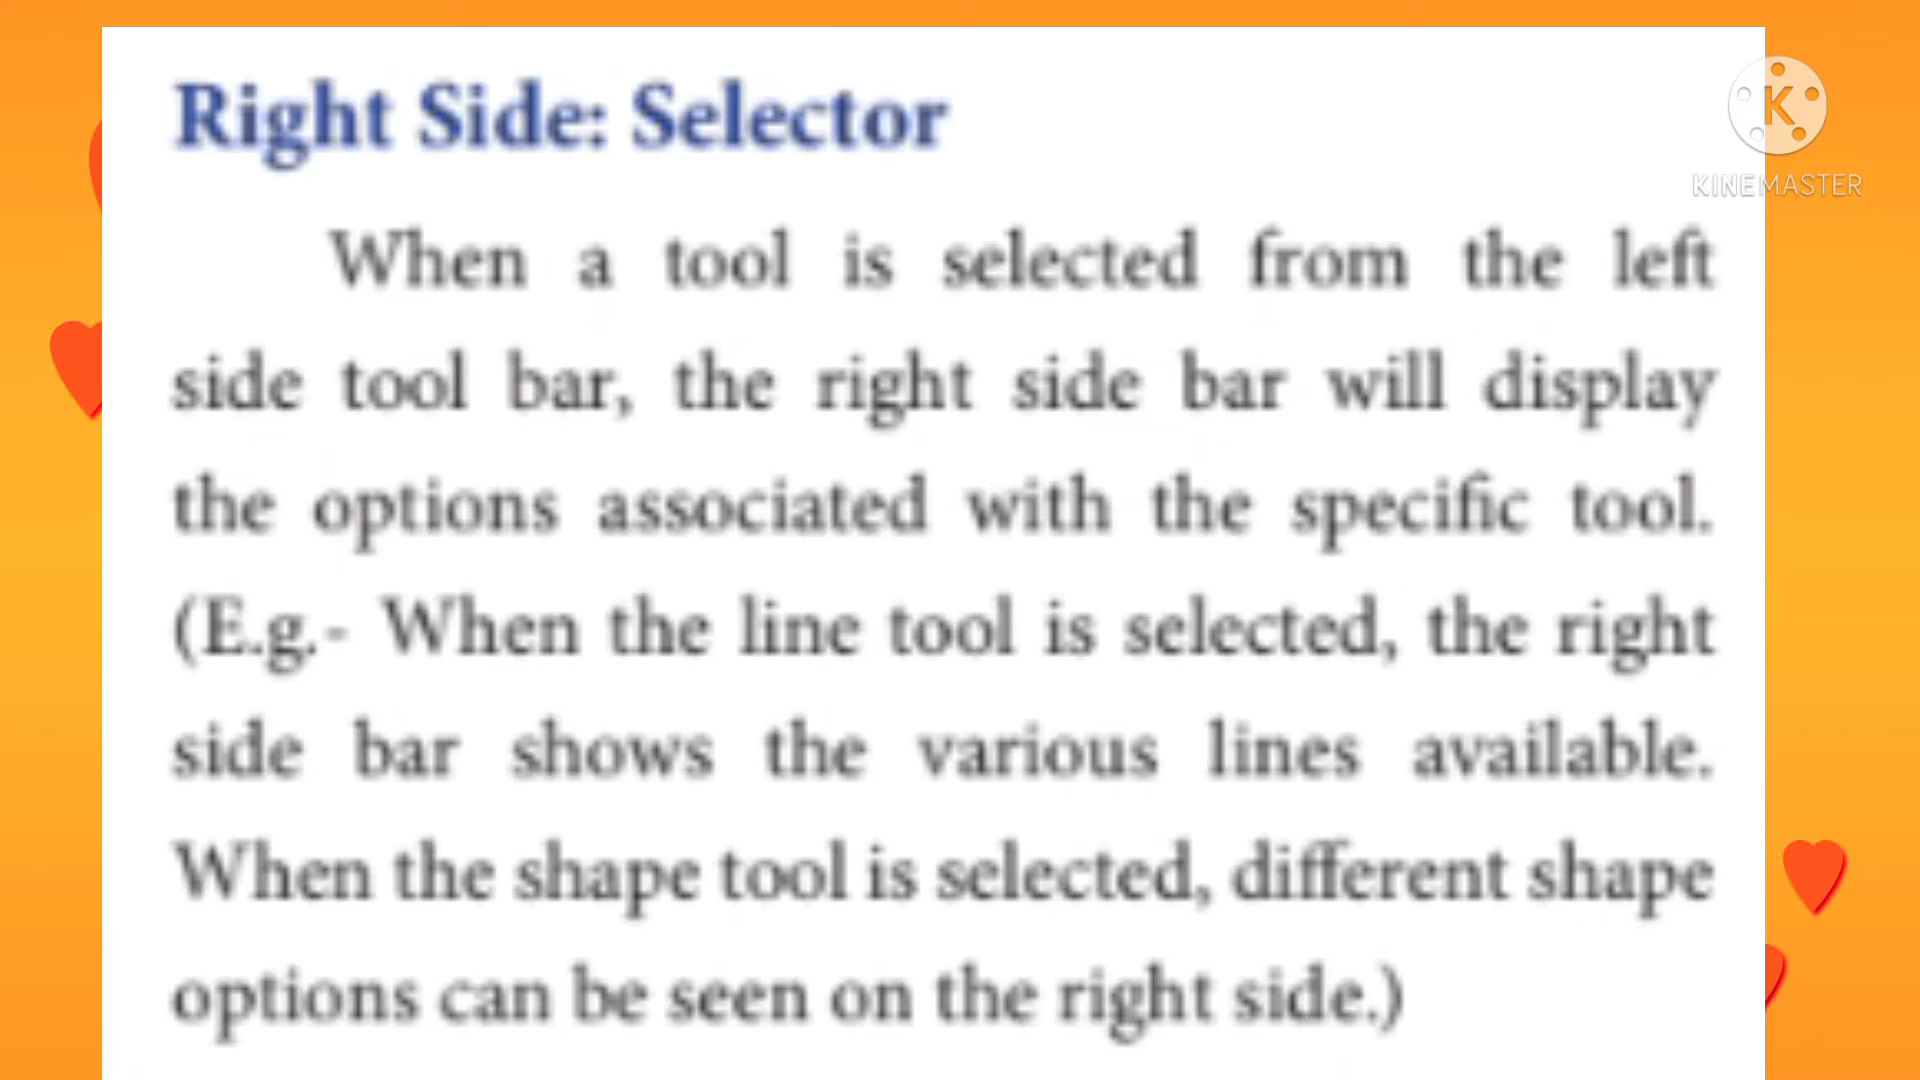 Right Side: Selector
When a tool is selected from the left
side tool bar, the right side bar will display
the options associated with the specific tool.
(E.g.- When the line tool is selected, the right
side bar shows the various lines available.
When the shape tool is selected, different shape
options can be seen on the right side.)
K
KINEMASTER